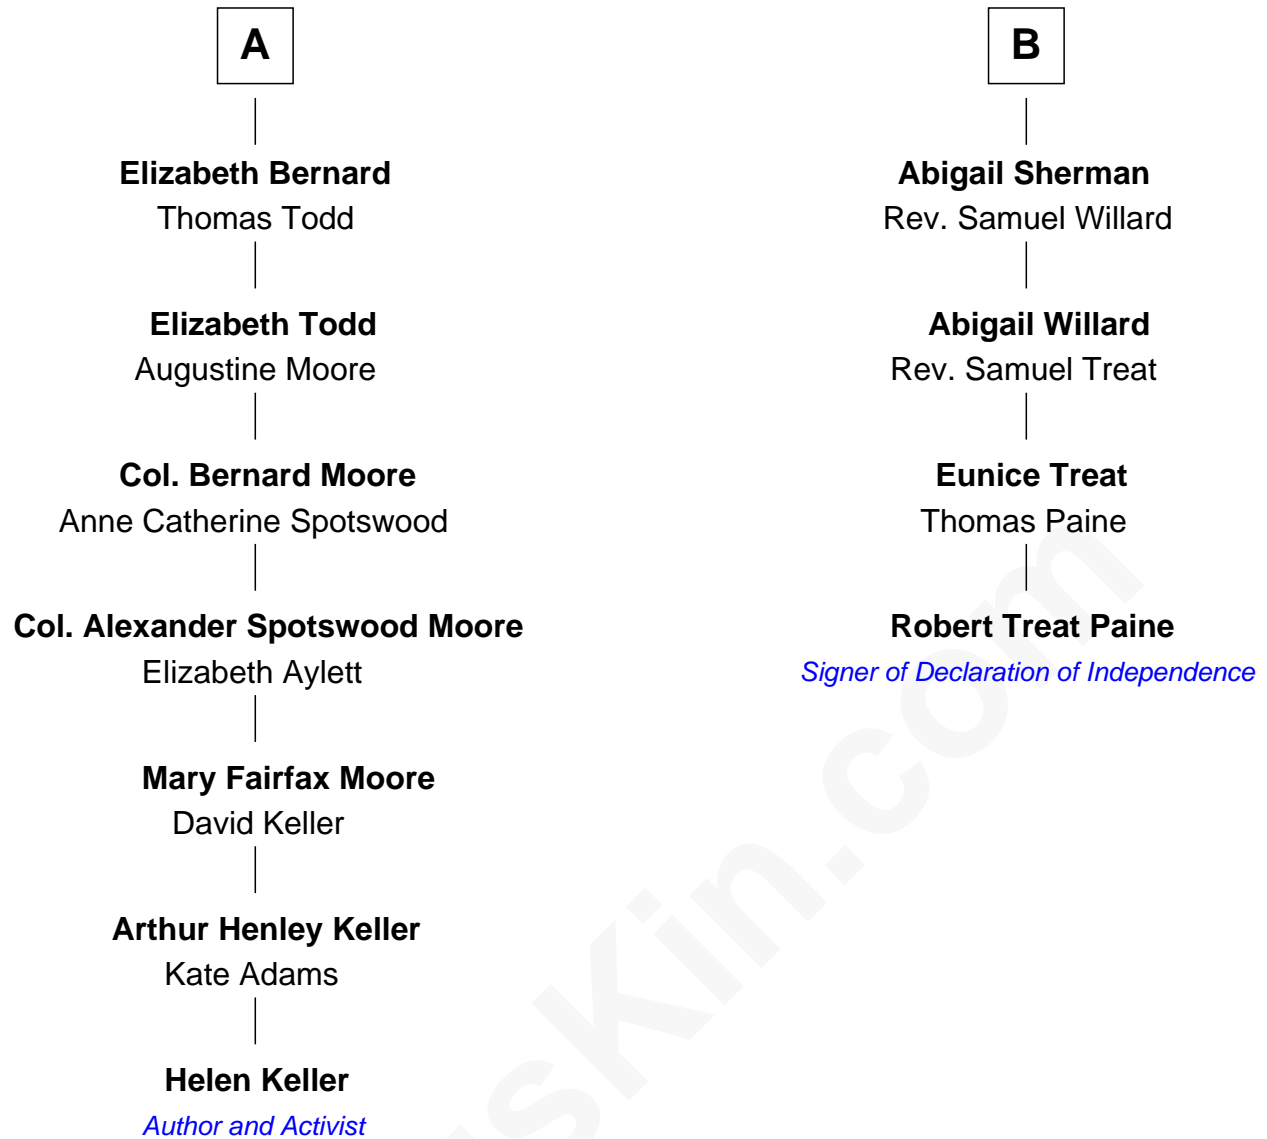 A
Elizabeth Bernard
Thomas Todd
Elizabeth Todd
Augustine Moore
Col. Bernard Moore
Anne Catherine Spotswood
Col. Alexander Spotswood Moore
Elizabeth Aylett
Mary Fairfax Moore
David Keller
Arthur Henley Keller
Kate Adams
Helen Keller
Author and Activist
B
Abigail Sherman
Rev. Samuel Willard
Abigail Willard
Rev. Samuel Treat
Eunice Treat
Thomas Paine
Robert Treat Paine
Signer of Declaration of Independence
sKin.com